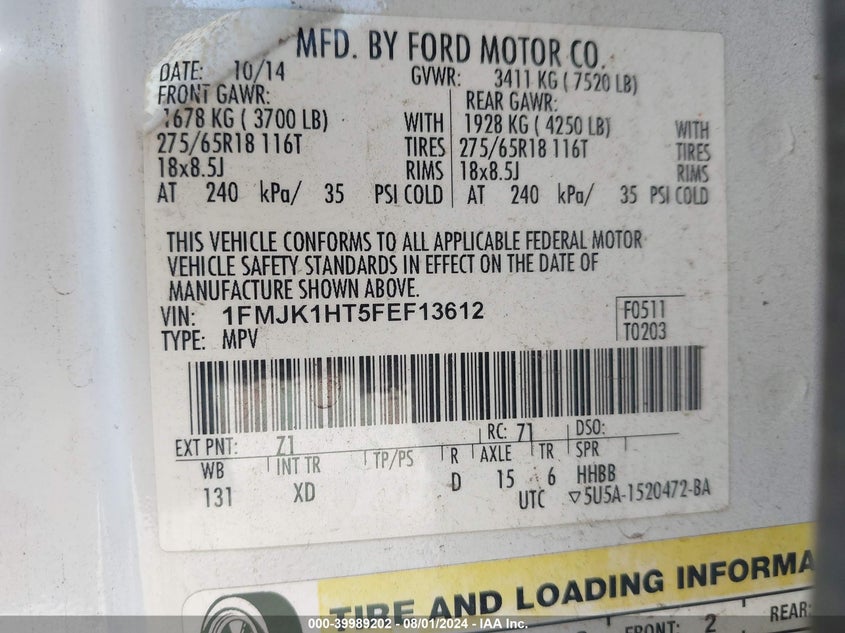 MFD. BY FORD MOTOR CO.
DATE: 10/14 GVWR: 3411 KG ( 7520 LB)
FRONT GAWR: REAR GAWR:
1678 KG ( 3700 LB) WITH 1928 KG ( 4250 LB) WITH
275/65R18 116T TIRES 275/65R18 116T TIRES
18x8.5J RIMS 18x8.5J RIMS
AT 240 kPa/ 35 PSI COLD AT 240 kPa/ 35 PSI COLD
THIS VEHICLE CONFORMS TO ALL APPLICABLE FEDERAL MOTOR
VEHICLE SAFETY STANDARDS IN EFFECT ON THE DATE OF
MANUFACTURE SHOWN ABOVE.
VIN: 1FMJK1HT5FEF13612 F0511
TYPE: MPV T0203
EXT PNT: Z1 RC: 71 DSO:
WB INT TR TP/PS R AXLE TR SPR
131 XD D 15 6 HHBB
UTC ▽5U5A-1520472-BA
TIRE AND LOADING INFORMA
FRONT: 2 REAR:
000-39989202 - 08/01/2024 - IAA Inc.